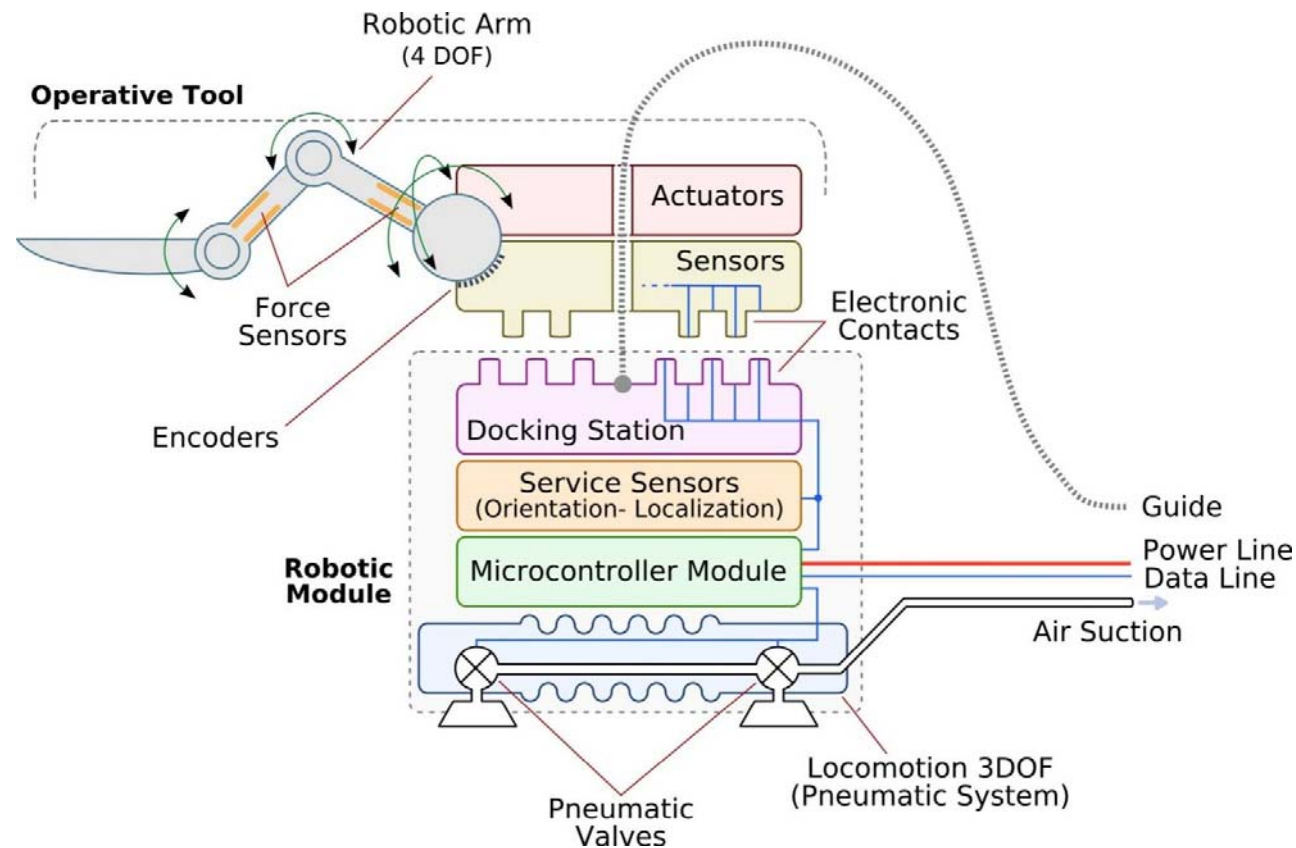 Robotic Arm
(4 DOF)
Operative Tool
Actuators
Sensors
Force
Sensors
Electronic
Contacts
Encoders
Docking Station
Service Sensors
(Orientation- Localization)
Guide
Robotic
Module
Microcontroller Module
Power Line
Data Line
Air Suction
Locomotion 3DOF
(Pneumatic System)
Pneumatic
Valves